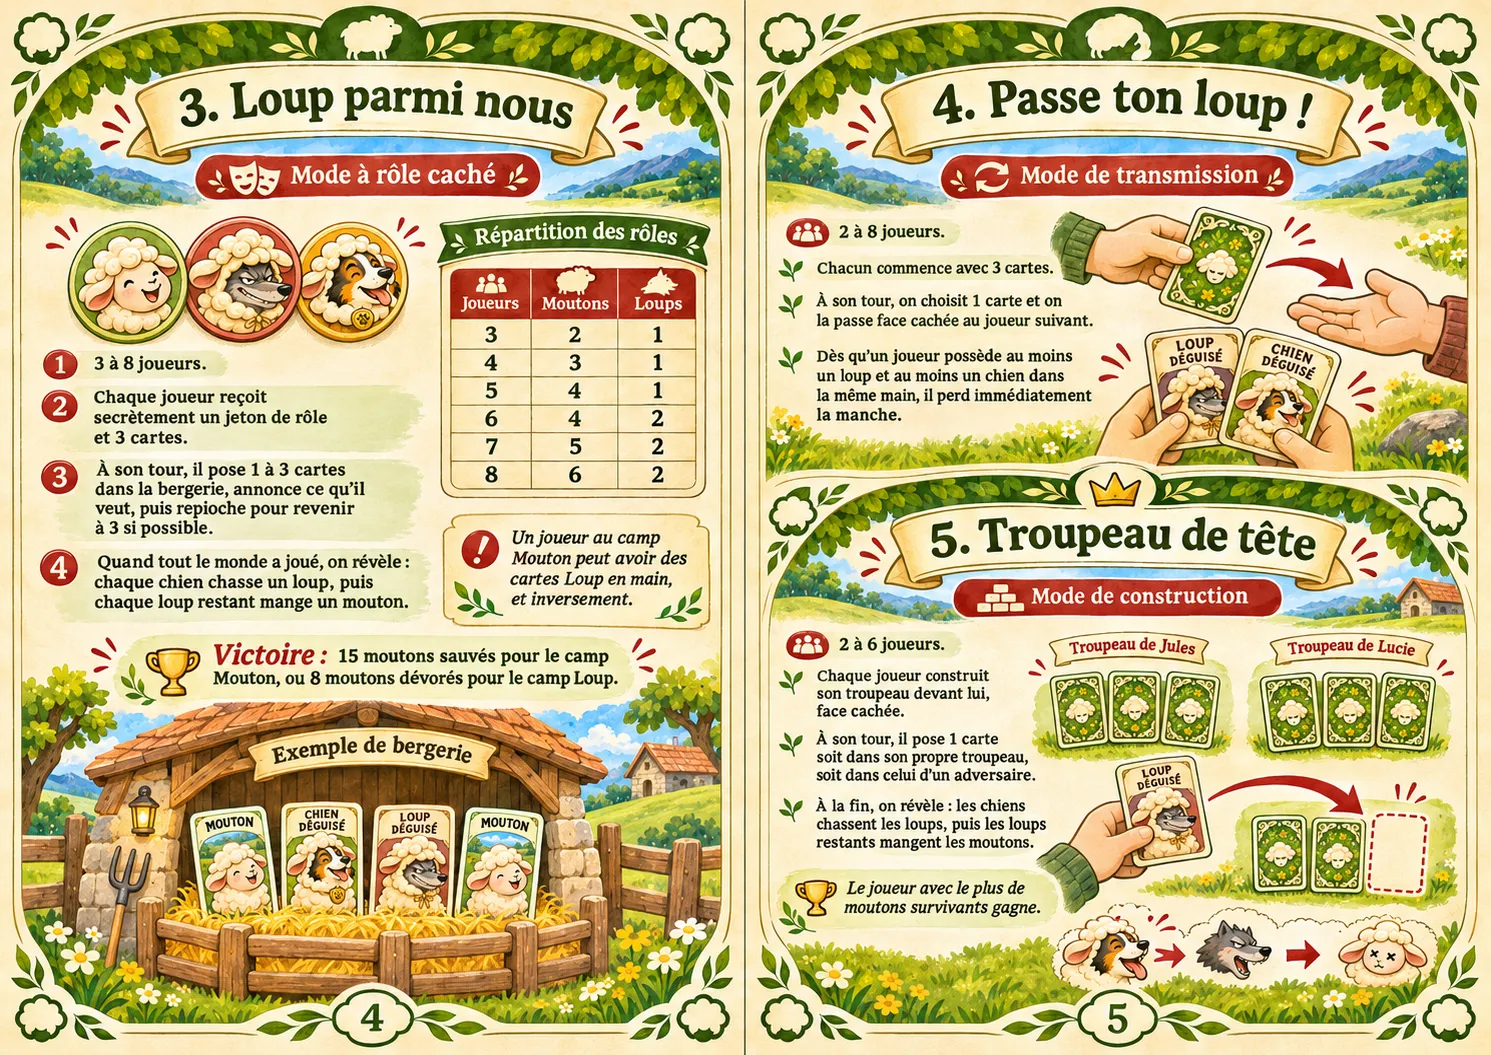 3. Loup parmi nous
Mode à rôle caché
Répartition des rôles
Joueurs Moutons Loups
3 2 1
4 3 1
5 4 1
6 4 2
7 5 2
8 6 2
1 3 à 8 joueurs.
2 Chaque joueur reçoit
secrètement un jeton de rôle
et 3 cartes.
3 À son tour, il pose 1 à 3 cartes
dans la bergerie, annonce ce qu'il
veut, puis repioche pour revenir
à 3 si possible.
4 Quand tout le monde a joué, on révèle :
chaque chien chasse un loup, puis
chaque loup restant mange un mouton.
! Un joueur au camp
Mouton peut avoir des
cartes Loup en main,
et inversement.
Victoire : 15 moutons sauvés pour le camp
Mouton, ou 8 moutons dévorés pour le camp Loup.
Exemple de bergerie
MOUTON
CHIEN
DÉGUISÉ
LOUP
DÉGUISÉ
MOUTON
4
4. Passe ton loup !
Mode de transmission
2 à 8 joueurs.
Chacun commence avec 3 cartes.
À son tour, on choisit 1 carte et on
la passe face cachée au joueur suivant.
Dès qu'un joueur possède au moins
un loup et au moins un chien dans
la même main, il perd immédiatement
la manche.
LOUP
DÉGUISÉ
CHIEN
DÉGUISÉ
5. Troupeau de tête
Mode de construction
2 à 6 joueurs.
Chaque joueur construit
son troupeau devant lui,
face cachée.
À son tour, il pose 1 carte
soit dans son propre troupeau,
soit dans celui d'un adversaire.
À la fin, on révèle : les chiens
chassent les loups, puis les loups
restants mangent les moutons.
Le joueur avec le plus de
moutons survivants gagne.
Troupeau de Jules
Troupeau de Lucie
LOUP
DÉGUISÉ
5